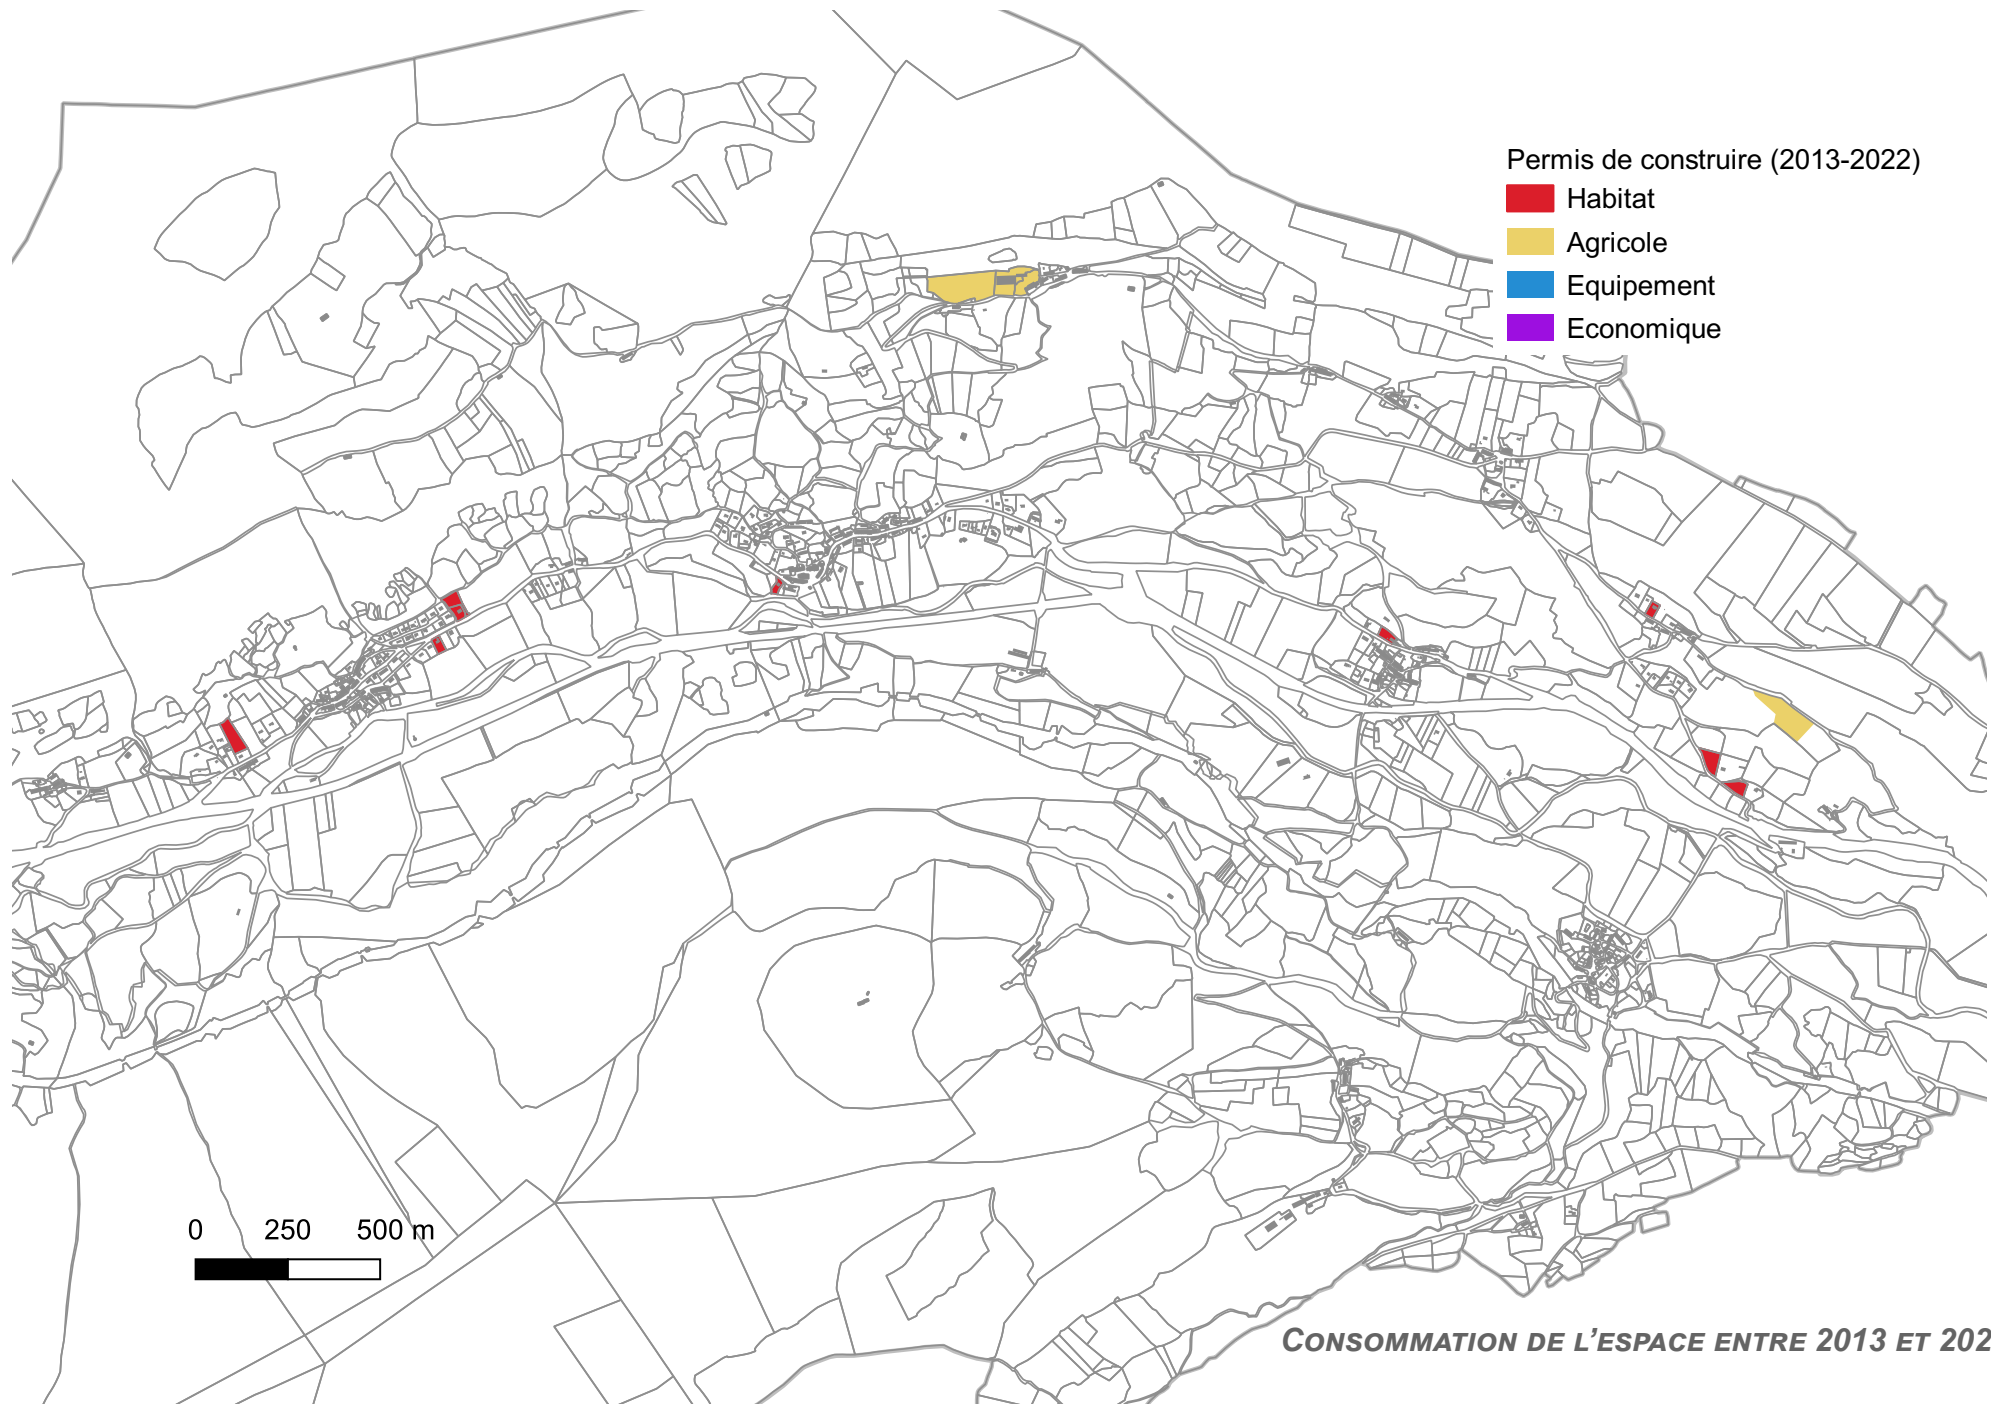 Permis de construire (2013-2022)
Habitat
Agricole
Equipement
Economique
0 250 500 m
CONSOMMATION DE L'ESPACE ENTRE 2013 ET 202